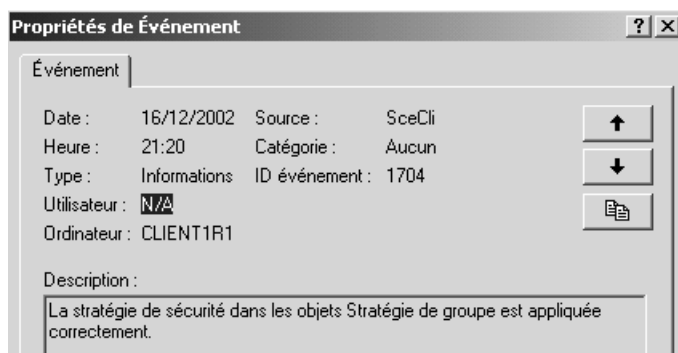 Propriétés de Événement
Événement
Date : 16/12/2002 Source : SceCli
Heure : 21:20 Catégorie : Aucun
Type : Informations ID événement : 1704
Utilisateur : N/A
Ordinateur : CLIENT1R1
Description :
La stratégie de sécurité dans les objets Stratégie de groupe est appliquée
correctement.